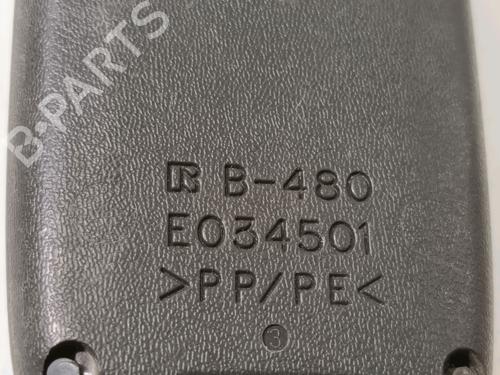 B-PARTS
R B-480
E034501
>PP/PE<
3